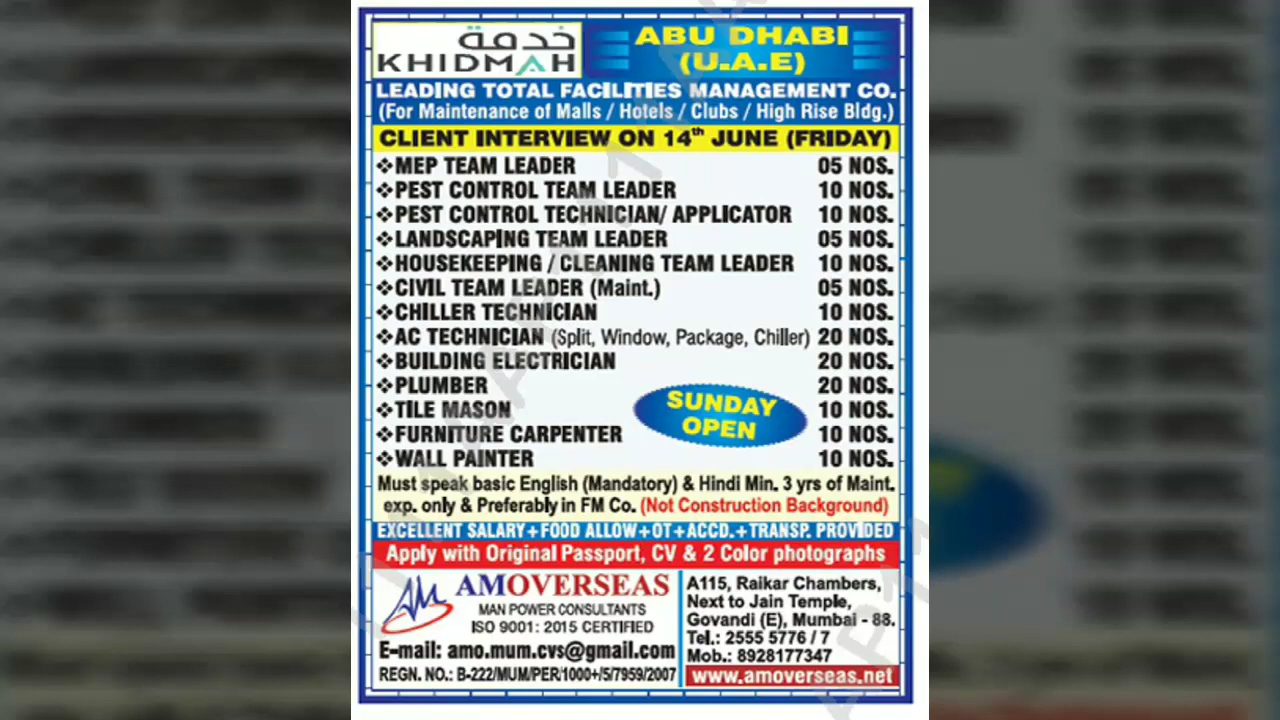 خدمة
KHIDMAH
ABU DHABI
(U.A.E)
LEADING TOTAL FACILITIES MANAGEMENT CO.
(For Maintenance of Malls / Hotels / Clubs / High Rise Bldg.)
CLIENT INTERVIEW ON 14th JUNE (FRIDAY)
❖MEP TEAM LEADER 05 NOS.
❖PEST CONTROL TEAM LEADER 10 NOS.
❖PEST CONTROL TECHNICIAN/ APPLICATOR 10 NOS.
❖LANDSCAPING TEAM LEADER 05 NOS.
❖HOUSEKEEPING / CLEANING TEAM LEADER 10 NOS.
❖CIVIL TEAM LEADER (Maint.) 05 NOS.
❖CHILLER TECHNICIAN 10 NOS.
❖AC TECHNICIAN (Split, Window, Package, Chiller) 20 NOS.
❖BUILDING ELECTRICIAN 20 NOS.
❖PLUMBER 20 NOS.
❖TILE MASON 10 NOS.
❖FURNITURE CARPENTER 10 NOS.
❖WALL PAINTER 10 NOS.
SUNDAY
OPEN
Must speak basic English (Mandatory) & Hindi Min. 3 yrs of Maint.
exp. only & Preferably in FM Co. (Not Construction Background)
EXCELLENT SALARY+FOOD ALLOW+OT+ACCD.+TRANSP. PROVIDED
Apply with Original Passport, CV & 2 Color photographs
AM AMOVERSEAS
MAN POWER CONSULTANTS
ISO 9001: 2015 CERTIFIED
E-mail: amo.mum.cvs@gmail.com
REGN. NO.: B-222/MUM/PER/1000+/5/7959/2007
A115, Raikar Chambers,
Next to Jain Temple,
Govandi (E), Mumbai - 88.
Tel.: 2555 5776 / 7
Mob.: 8928177347
www.amoverseas.net